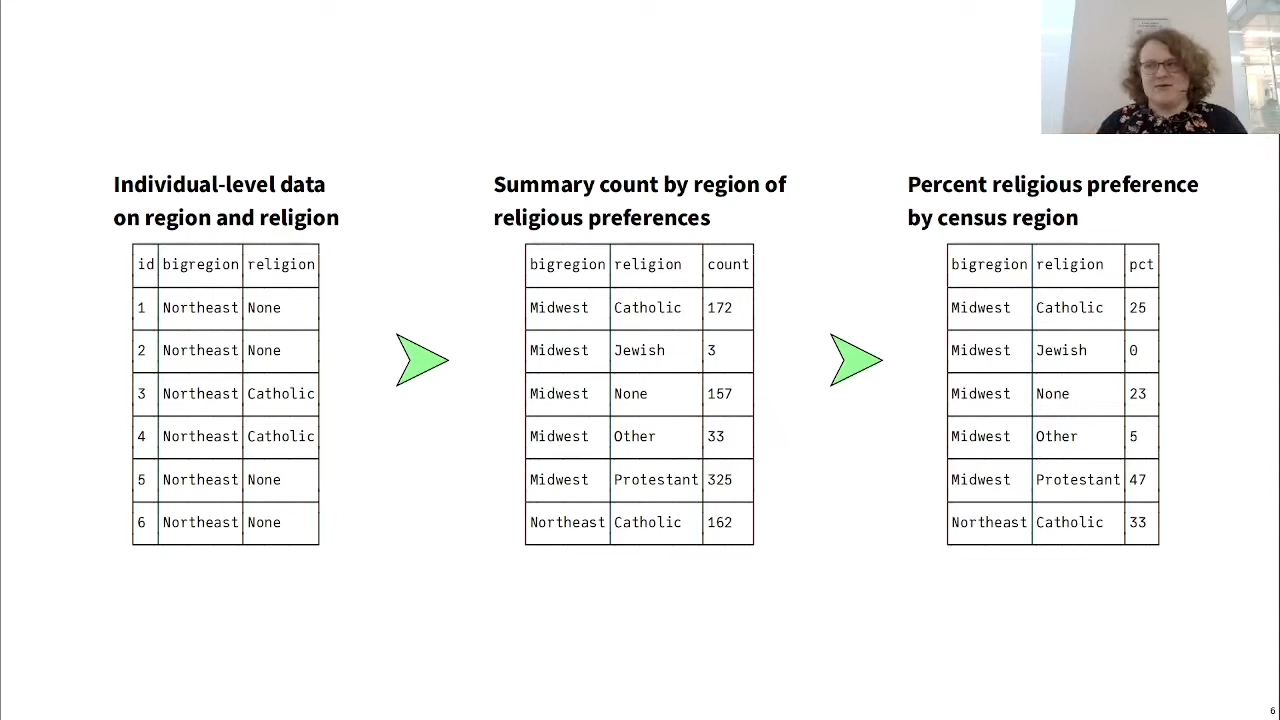 Individual-level data
on region and religion
id bigregion religion
1 Northeast None
2 Northeast None
3 Northeast Catholic
4 Northeast Catholic
5 Northeast None
6 Northeast None
Summary count by region of
religious preferences
bigregion religion count
Midwest Catholic 172
Midwest Jewish 3
Midwest None 157
Midwest Other 33
Midwest Protestant 325
Northeast Catholic 162
Percent religious preference
by census region
bigregion religion pct
Midwest Catholic 25
Midwest Jewish 0
Midwest None 23
Midwest Other 5
Midwest Protestant 47
Northeast Catholic 33
6